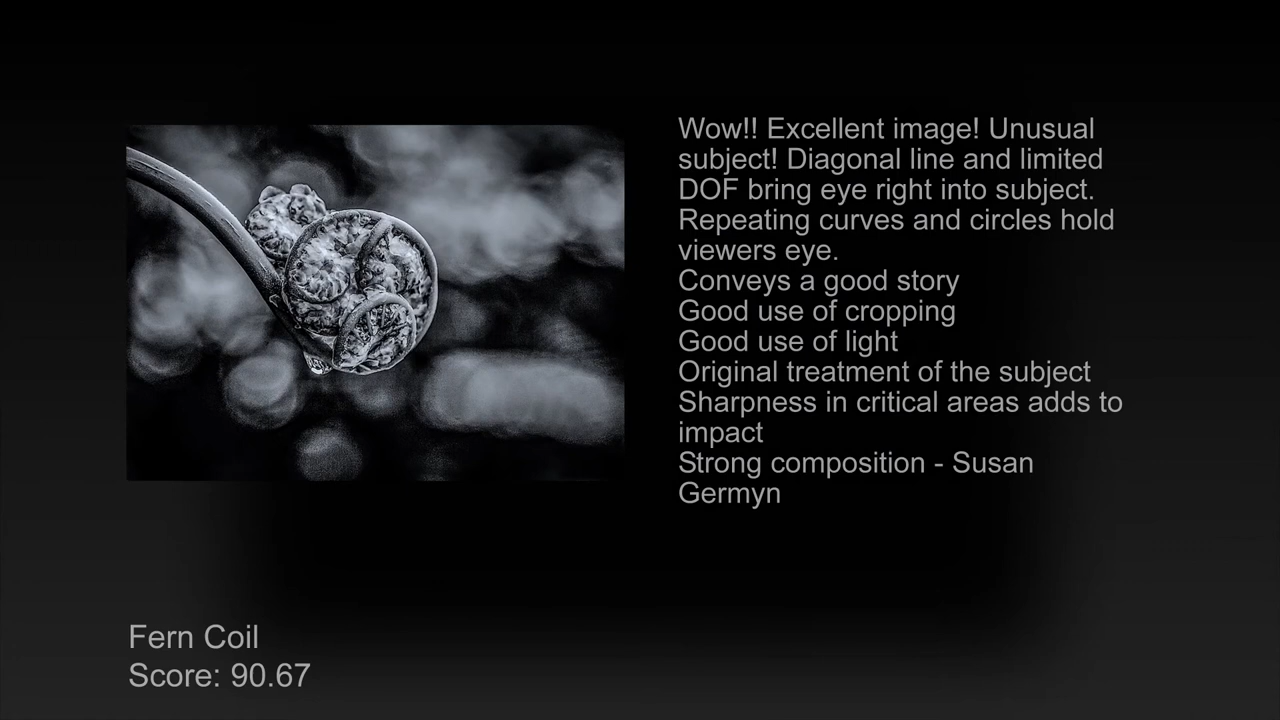 Wow!! Excellent image! Unusual
subject! Diagonal line and limited
DOF bring eye right into subject.
Repeating curves and circles hold
viewers eye.
Conveys a good story
Good use of cropping
Good use of light
Original treatment of the subject
Sharpness in critical areas adds to
impact
Strong composition - Susan
Germyn
Fern Coil
Score: 90.67